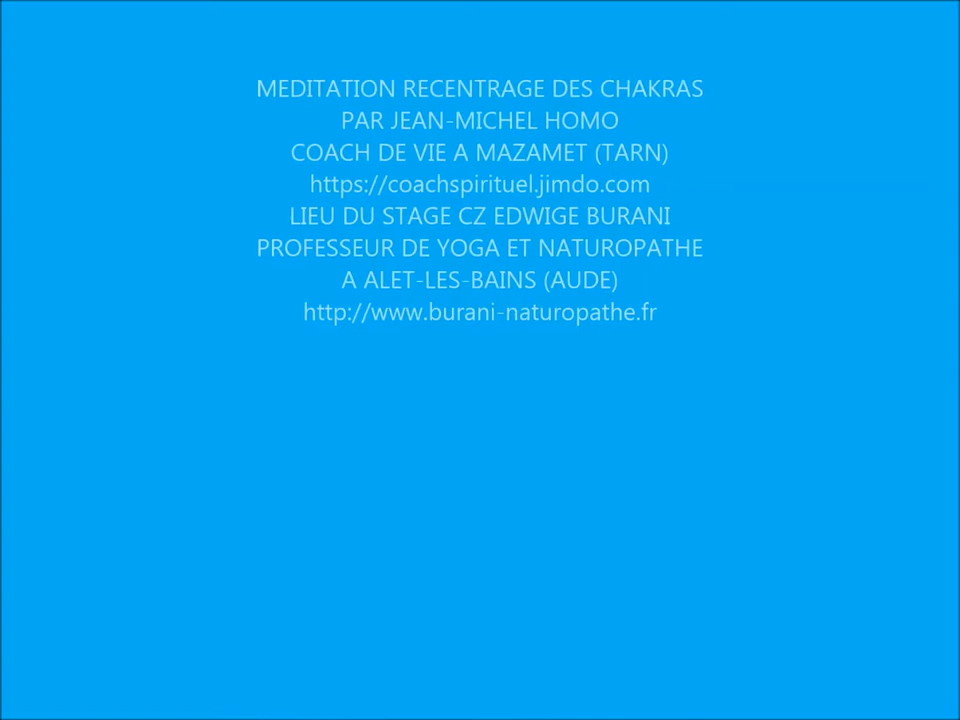 MEDITATION RECENTRAGE DES CHAKRAS
PAR JEAN-MICHEL HOMO
COACH DE VIE A MAZAMET (TARN)
https://coachspirituel.jimdo.com
LIEU DU STAGE CZ EDWIGE BURANI
PROFESSEUR DE YOGA ET NATUROPATHE
A ALET-LES-BAINS (AUDE)
http://www.burani-naturopathe.fr